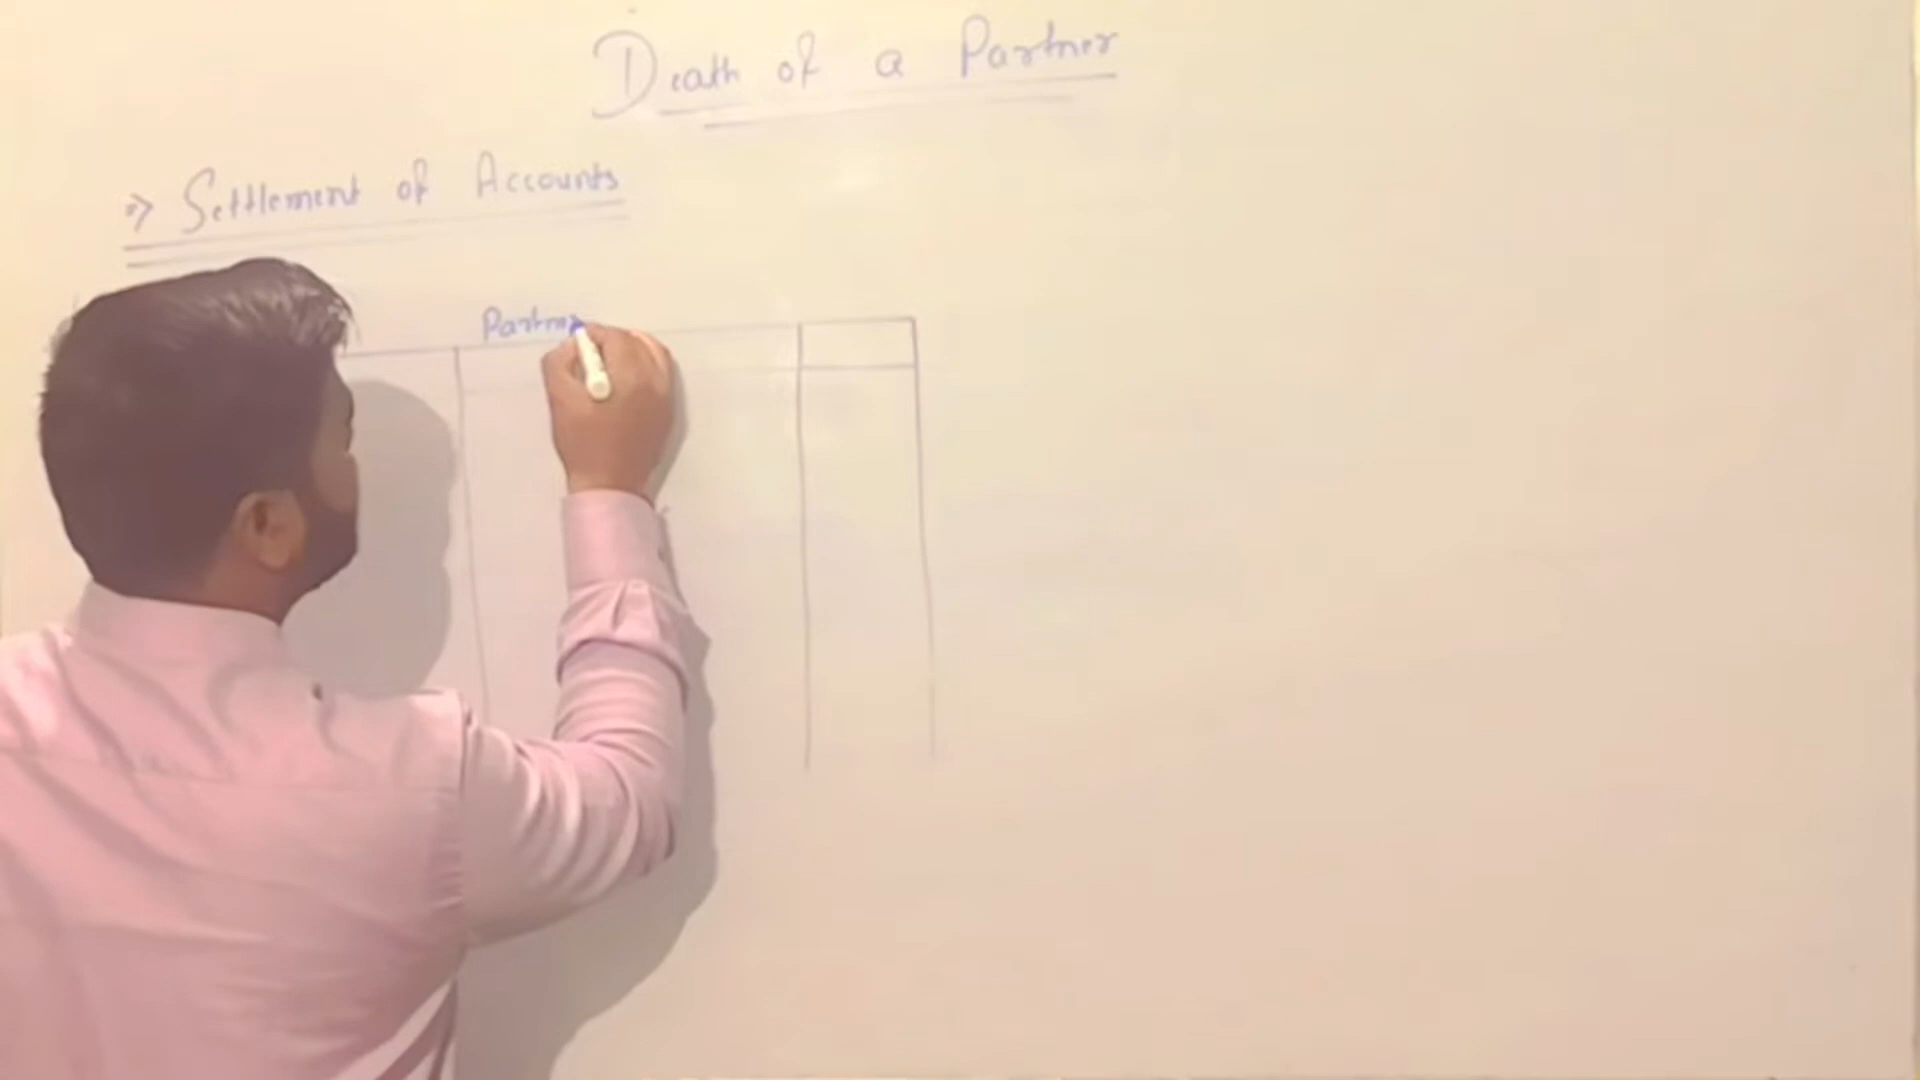 Death of a Partner
=> Settlement of Accounts
Partner